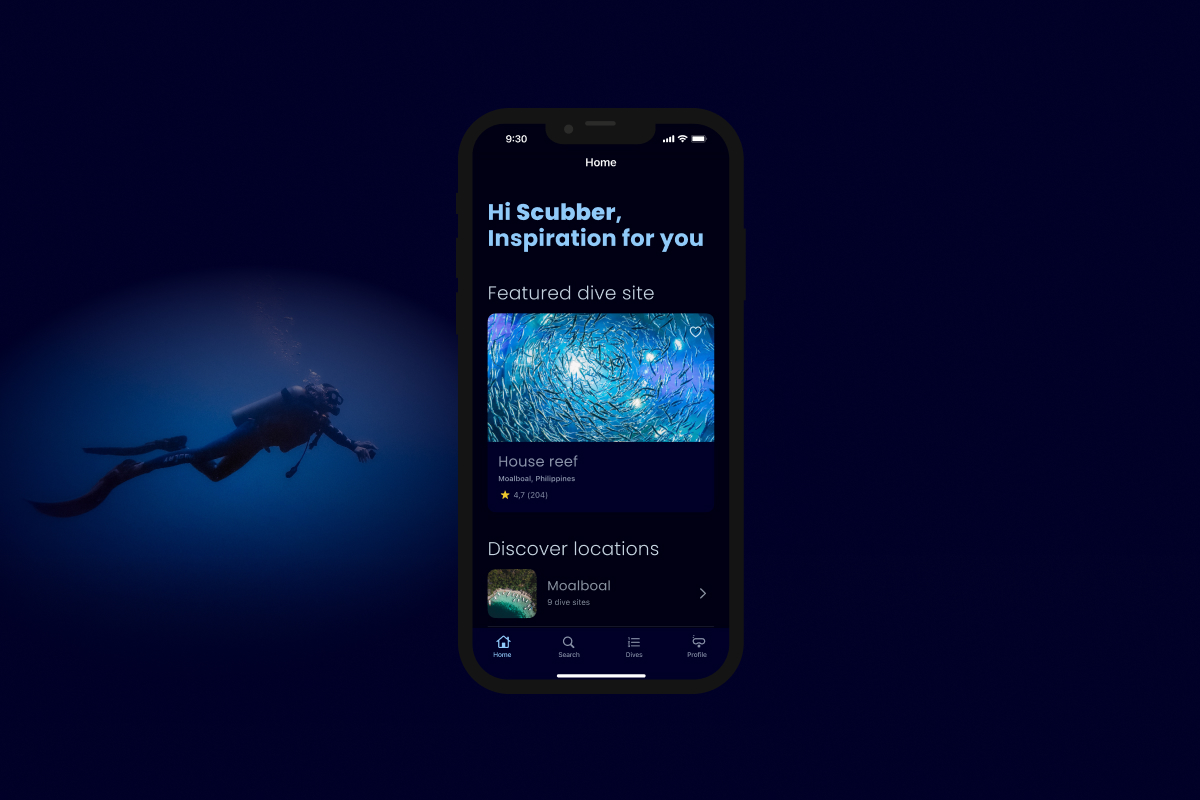 9:30
Home
Hi Scubber,
Inspiration for you
Featured dive site
House reef
Moalboal, Philippines
4,7 (204)
Discover locations
Moalboal
9 dive sites
Home Search Dives Profile